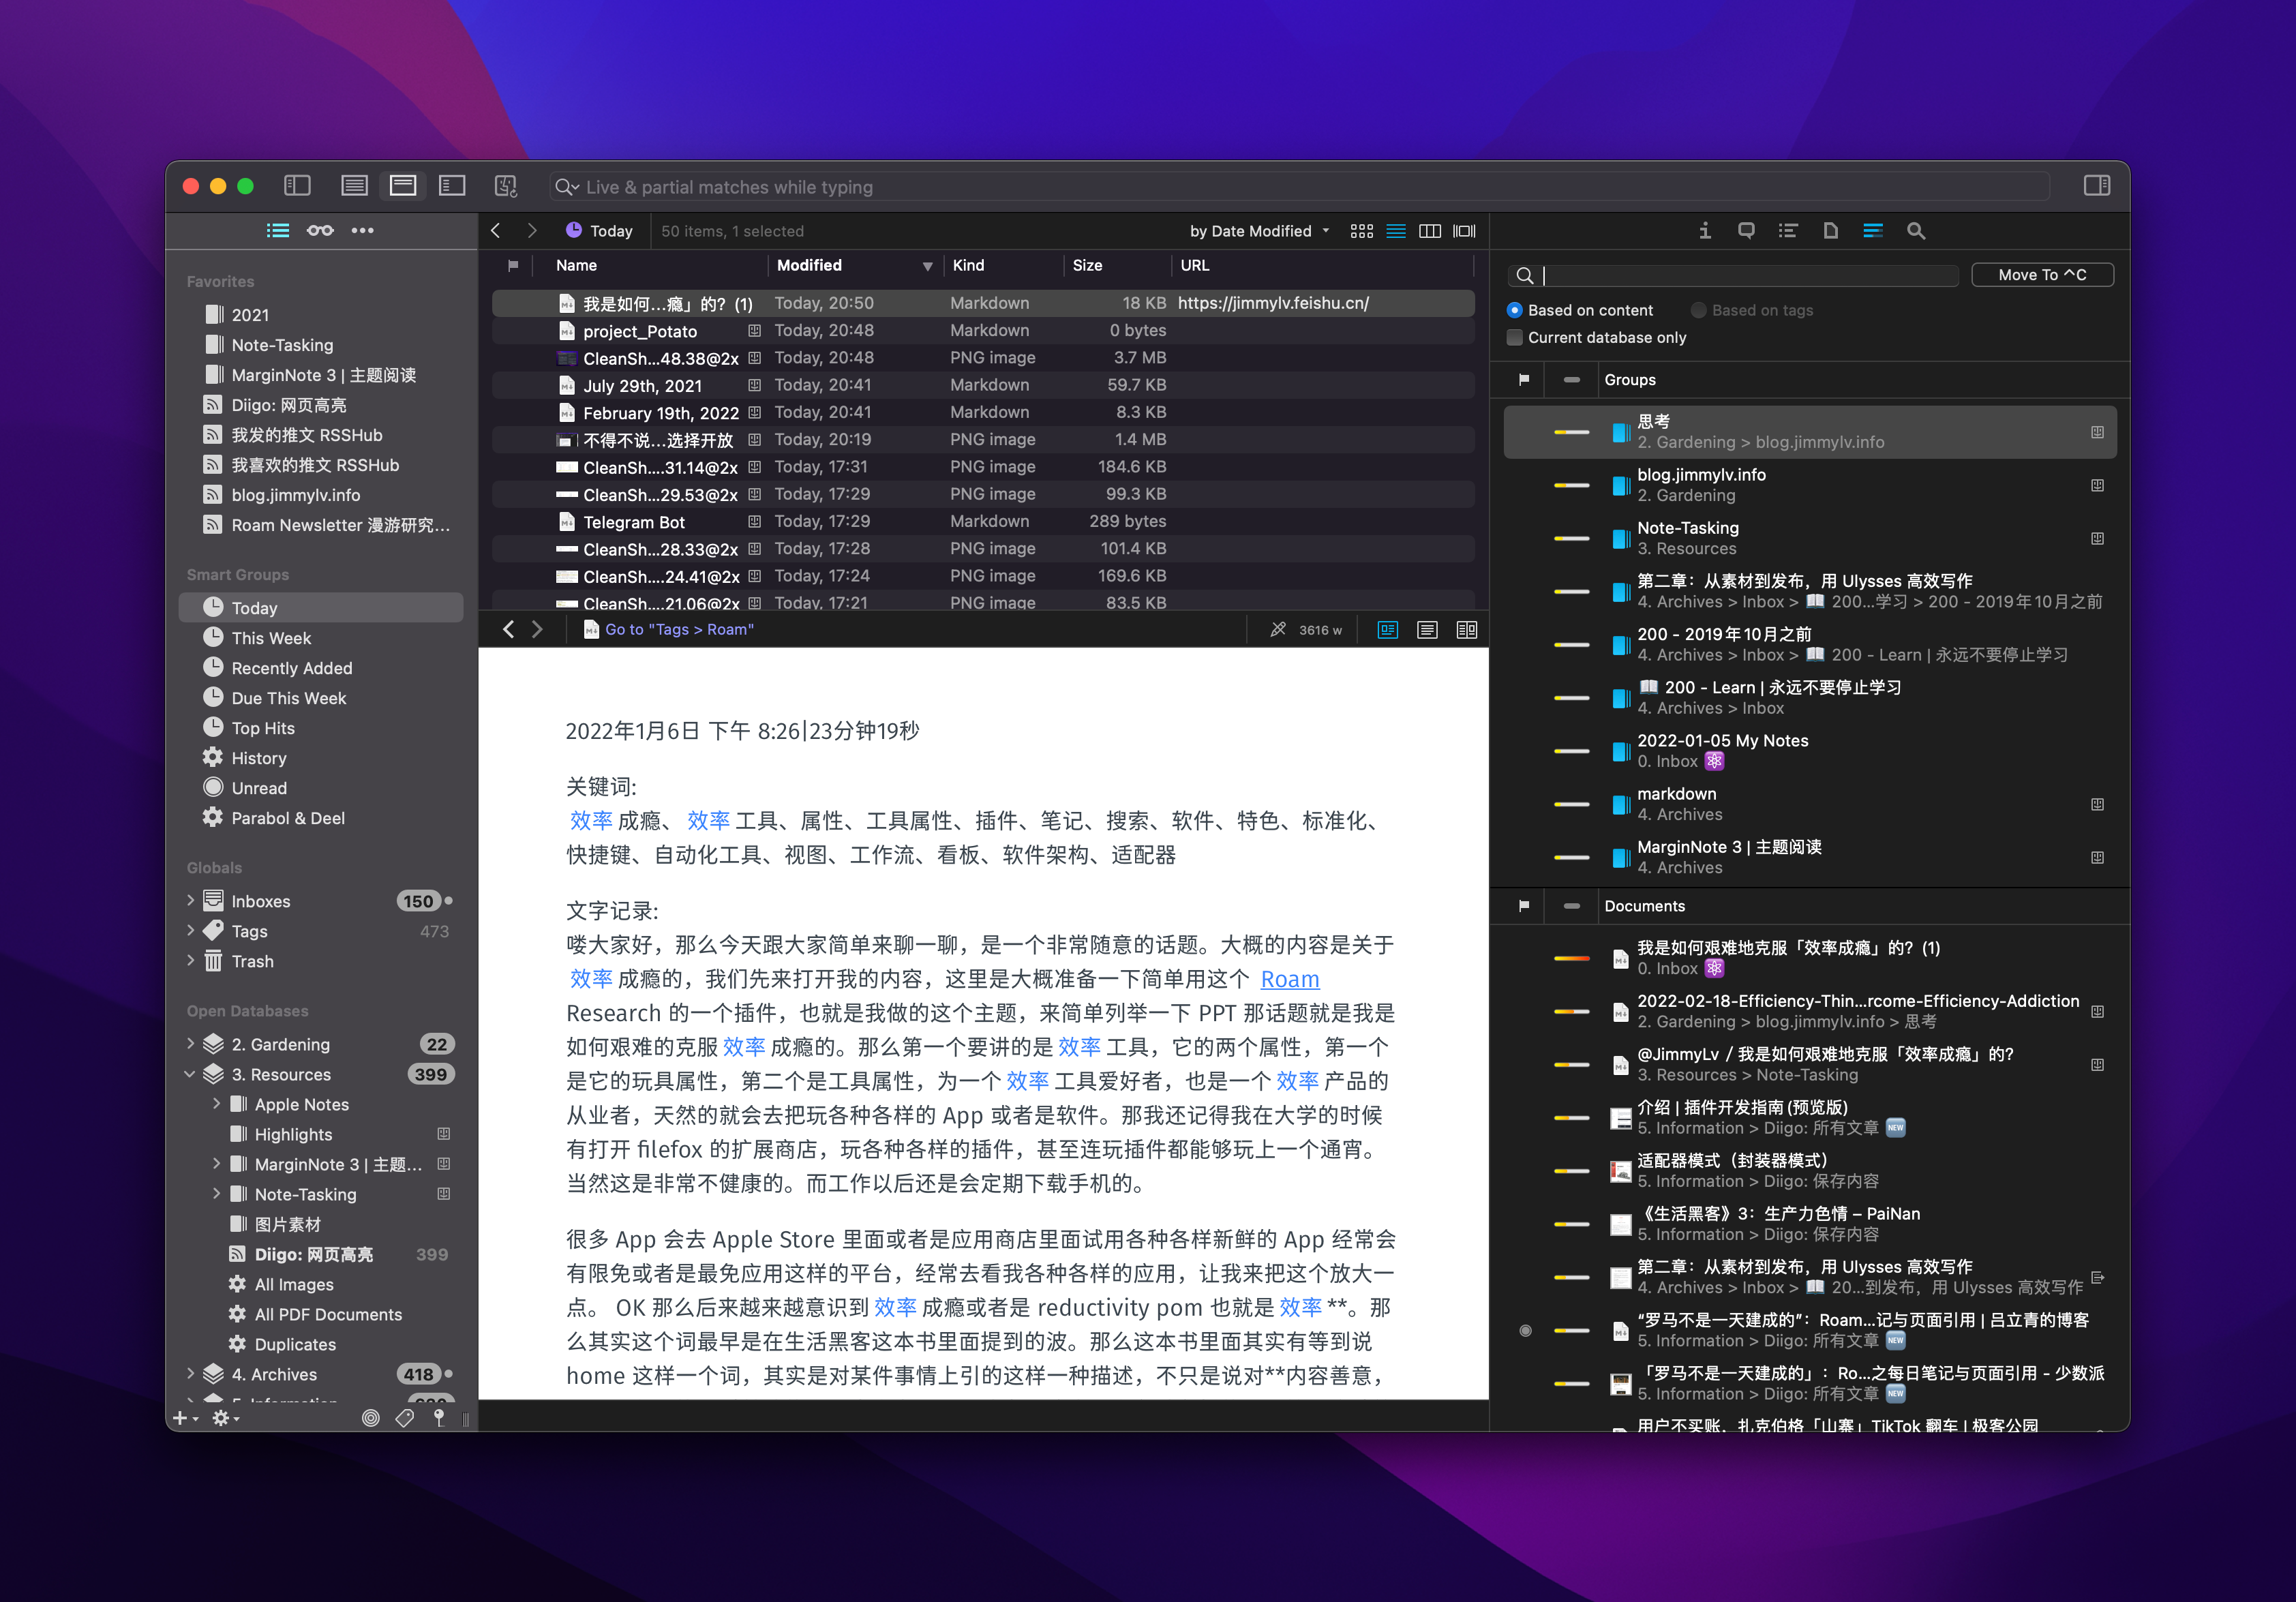 Live & partial matches while typing
Favorites
2021
Note-Tasking
MarginNote 3 | 主题阅读
Diigo: 网页高亮
我发的推文 RSSHub
我喜欢的推文 RSSHub
blog.jimmylv.info
Roam Newsletter 漫游研究…
Smart Groups
Today
This Week
Recently Added
Due This Week
Top Hits
History
Unread
Parabol & Deel
Globals
Inboxes 150
Tags 473
Trash
Open Databases
2. Gardening 22
3. Resources 399
Apple Notes
Highlights
MarginNote 3 | 主题…
Note-Tasking
图片素材
Diigo: 网页高亮 399
All Images
All PDF Documents
Duplicates
4. Archives 418
Today 50 items, 1 selected by Date Modified
Name Modified Kind Size URL
我是如何…瘾」的？(1) Today, 20:50 Markdown 18 KB https://jimmylv.feishu.cn/
project_Potato Today, 20:48 Markdown 0 bytes
CleanSh…48.38@2x Today, 20:48 PNG image 3.7 MB
July 29th, 2021 Today, 20:41 Markdown 59.7 KB
February 19th, 2022 Today, 20:41 Markdown 8.3 KB
不得不说…选择开放 Today, 20:19 PNG image 1.4 MB
CleanSh….31.14@2x Today, 17:31 PNG image 184.6 KB
CleanSh…29.53@2x Today, 17:29 PNG image 99.3 KB
Telegram Bot Today, 17:29 Markdown 289 bytes
CleanSh…28.33@2x Today, 17:28 PNG image 101.4 KB
CleanSh….24.41@2x Today, 17:24 PNG image 169.6 KB
CleanSh….21.06@2x Today, 17:21 PNG image 83.5 KB
Go to "Tags > Roam" 3616 w
2022年1月6日 下午 8:26|23分钟19秒
关键词:
效率 成瘾、 效率 工具、属性、工具属性、插件、笔记、搜索、软件、特色、标准化、
快捷键、自动化工具、视图、工作流、看板、软件架构、适配器
文字记录:
喽大家好，那么今天跟大家简单来聊一聊，是一个非常随意的话题。大概的内容是关于
效率 成瘾的，我们先来打开我的内容，这里是大概准备一下简单用这个 Roam
Research 的一个插件，也就是我做的这个主题，来简单列举一下 PPT 那话题就是我是
如何艰难的克服 效率 成瘾的。那么第一个要讲的是 效率 工具，它的两个属性，第一个
是它的玩具属性，第二个是工具属性，为一个 效率 工具爱好者，也是一个 效率 产品的
从业者，天然的就会去把玩各种各样的 App 或者是软件。那我还记得我在大学的时候
有打开 filefox 的扩展商店，玩各种各样的插件，甚至连玩插件都能够玩上一个通宵。
当然这是非常不健康的。而工作以后还是会定期下载手机的。
很多 App 会去 Apple Store 里面或者是应用商店里面试用各种各样新鲜的 App 经常会
有限免或者是最免应用这样的平台，经常去看我各种各样的应用，让我来把这个放大一
点。 OK 那么后来越来越意识到 效率 成瘾或者是 reductivity pom 也就是 效率 **。那
么其实这个词最早是在生活黑客这本书里面提到的波。那么这本书里面其实有等到说
home 这样一个词，其实是对某件事情上引的这样一种描述，不只是说对**内容善意，
Move To ^C
Based on content Based on tags
Current database only
Groups
思考
2. Gardening > blog.jimmylv.info
blog.jimmylv.info
2. Gardening
Note-Tasking
3. Resources
第二章：从素材到发布，用 Ulysses 高效写作
4. Archives > Inbox > 📖 200…学习 > 200 - 2019年10月之前
200 - 2019年10月之前
4. Archives > Inbox > 📖 200 - Learn | 永远不要停止学习
📖 200 - Learn | 永远不要停止学习
4. Archives > Inbox
2022-01-05 My Notes
0. Inbox ⚛️
markdown
4. Archives
MarginNote 3 | 主题阅读
4. Archives
Documents
我是如何艰难地克服「效率成瘾」的？(1)
0. Inbox ⚛️
2022-02-18-Efficiency-Thin…rcome-Efficiency-Addiction
2. Gardening > blog.jimmylv.info > 思考
@JimmyLv / 我是如何艰难地克服「效率成瘾」的？
3. Resources > Note-Tasking
介绍 | 插件开发指南 (预览版)
5. Information > Diigo: 所有文章 🆕
适配器模式（封装器模式）
5. Information > Diigo: 保存内容
《生活黑客》3：生产力色情 – PaiNan
5. Information > Diigo: 保存内容
第二章：从素材到发布，用 Ulysses 高效写作
4. Archives > Inbox > 📖 20…到发布，用 Ulysses 高效写作
“罗马不是一天建成的”：Roam…记与页面引用 | 吕立青的博客
5. Information > Diigo: 所有文章 🆕
「罗马不是一天建成的」：Ro…之每日笔记与页面引用 - 少数派
5. Information > Diigo: 所有文章 🆕
用户不买账，扎克伯格「山寨」TikTok 翻车 | 极客公园